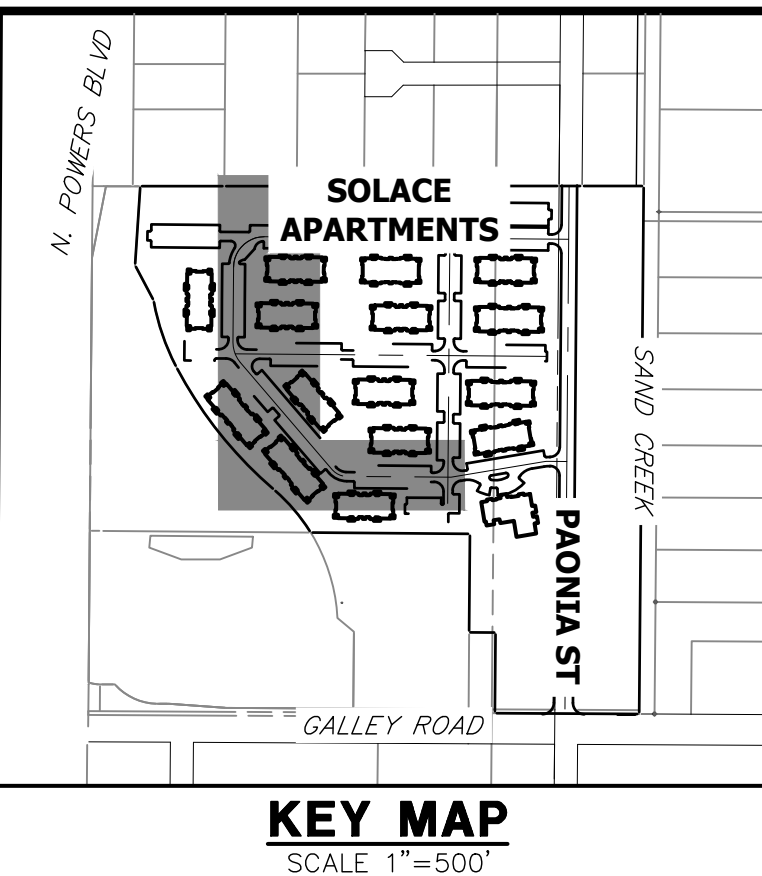 N. POWERS BLVD
SOLACE
APARTMENTS
SAND CREEK
PAONIA ST
GALLEY ROAD
KEY MAP
SCALE 1"=500'